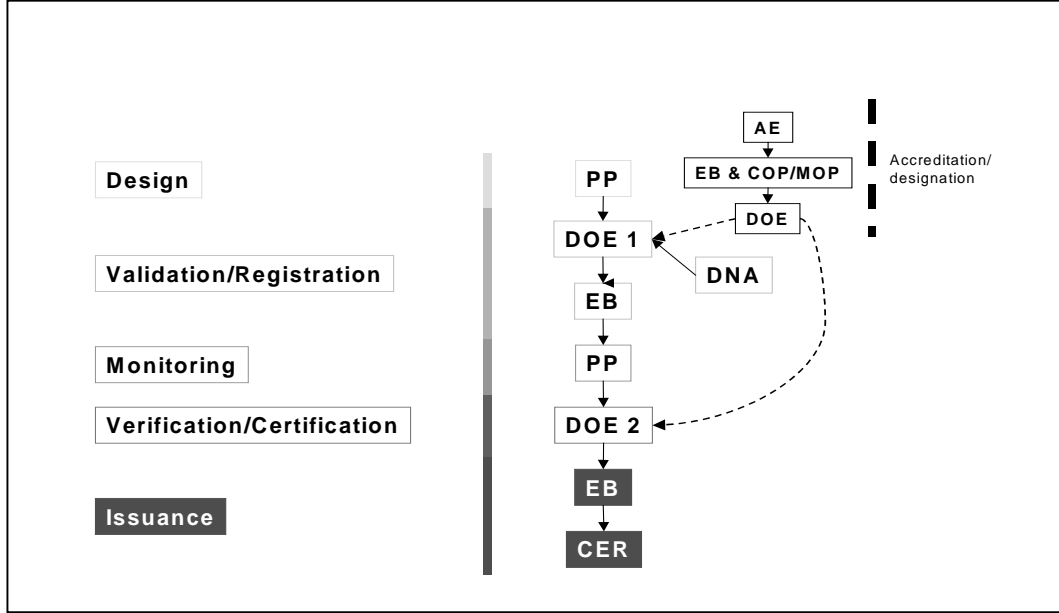 Design
Validation/Registration
Monitoring
Verification/Certification
Issuance
PP
DOE 1
EB
PP
DOE 2
EB
CER
AE
EB & COP/MOP
DOE
DNA
Accreditation/
designation